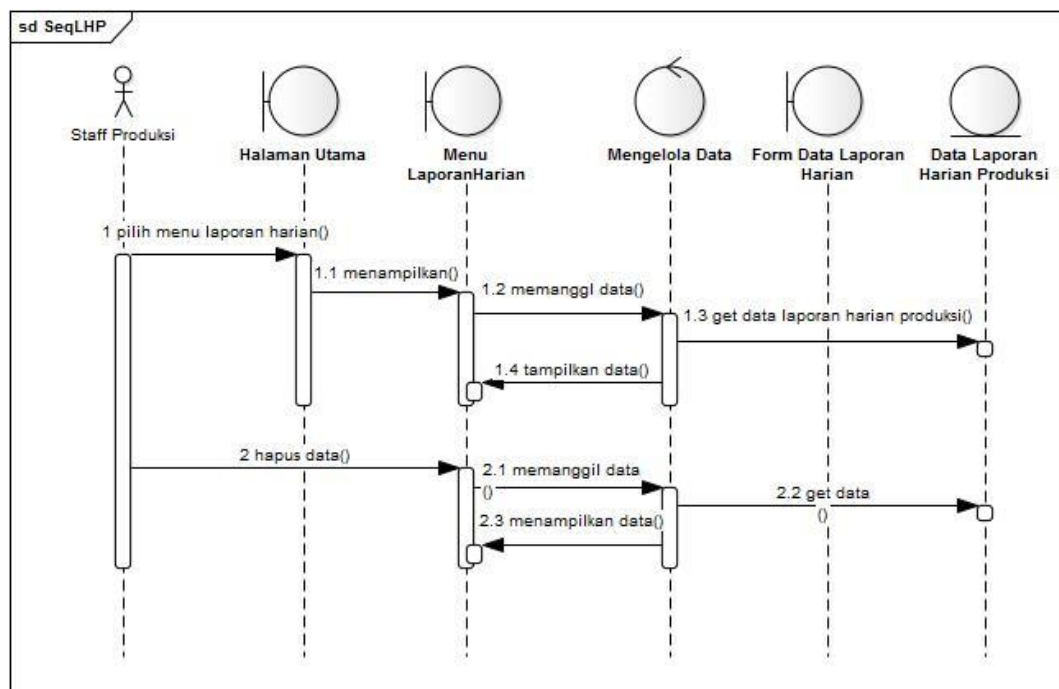 sd SeqLHP
Staff Produksi
Halaman Utama
Menu
LaporanHarian
Mengelola Data
Form Data Laporan
Harian
Data Laporan
Harian Produksi
1 pilih menu laporan harian()
1.1 menampilkan()
1.2 memanggl data()
1.3 get data laporan harian produksi()
1.4 tampilkan data()
2 hapus data()
2.1 memanggil data
()
2.2 get data
()
2.3 menampilkan data()